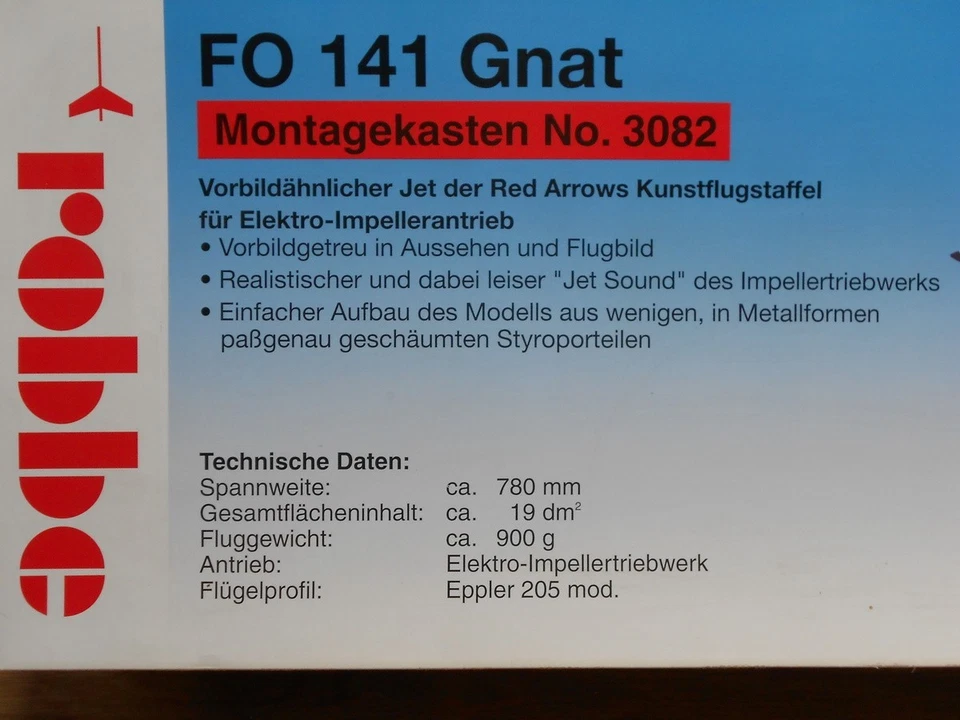 robbe
FO 141 Gnat
Montagekasten No. 3082
Vorbildähnlicher Jet der Red Arrows Kunstflugstaffel
für Elektro-Impellerantrieb
• Vorbildgetreu in Aussehen und Flugbild
• Realistischer und dabei leiser "Jet Sound" des Impellertriebwerks
• Einfacher Aufbau des Modells aus wenigen, in Metallformen
paßgenau geschäumten Styroporteilen
Technische Daten:
Spannweite: ca. 780 mm
Gesamtflächeninhalt: ca. 19 dm²
Fluggewicht: ca. 900 g
Antrieb: Elektro-Impellertriebwerk
Flügelprofil: Eppler 205 mod.